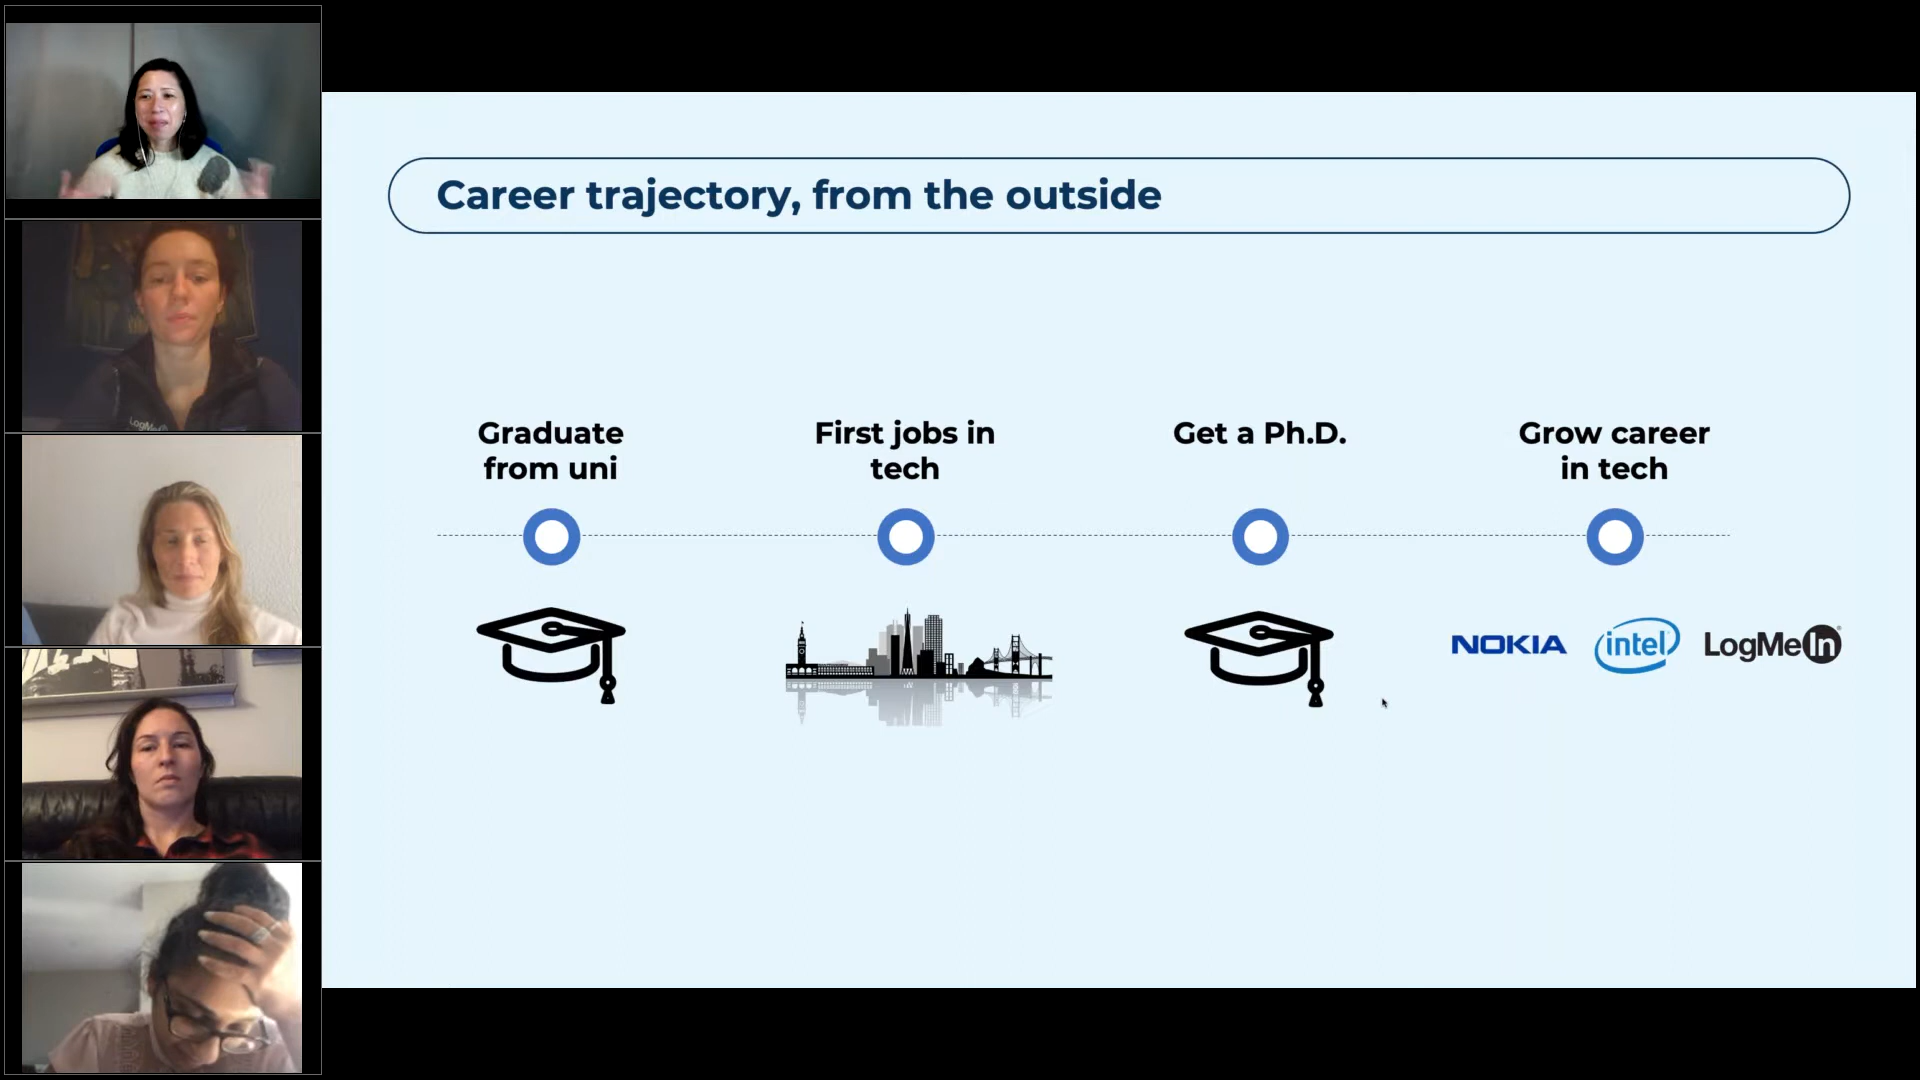 Career trajectory, from the outside
Graduate
from uni
First jobs in
tech
Get a Ph.D.
Grow career
in tech
NOKIA
intel
LogMeIn
LogMeIn